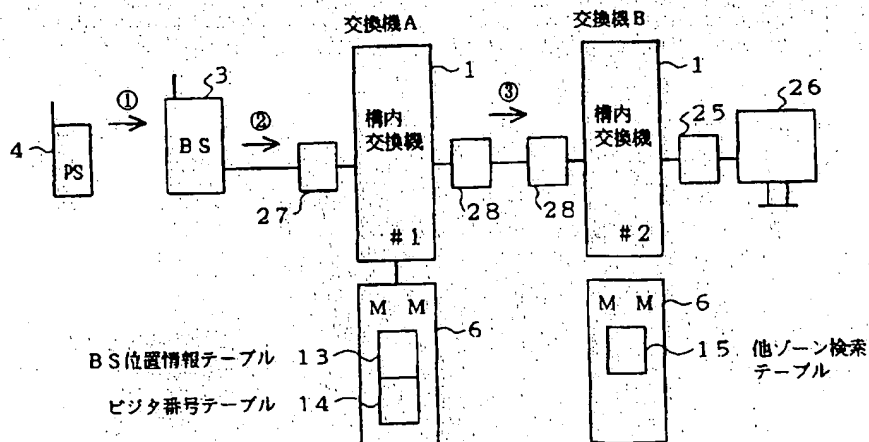 交換機A
交換機B
3
1
1
26
①
②
③
25
構内
交換機
構内
交換機
BS
4
PS
27
28
28
#1
#2
M M
6
M M
6
BS位置情報テーブル 13
15 他ゾーン検索
テーブル
ビジタ番号テーブル 14